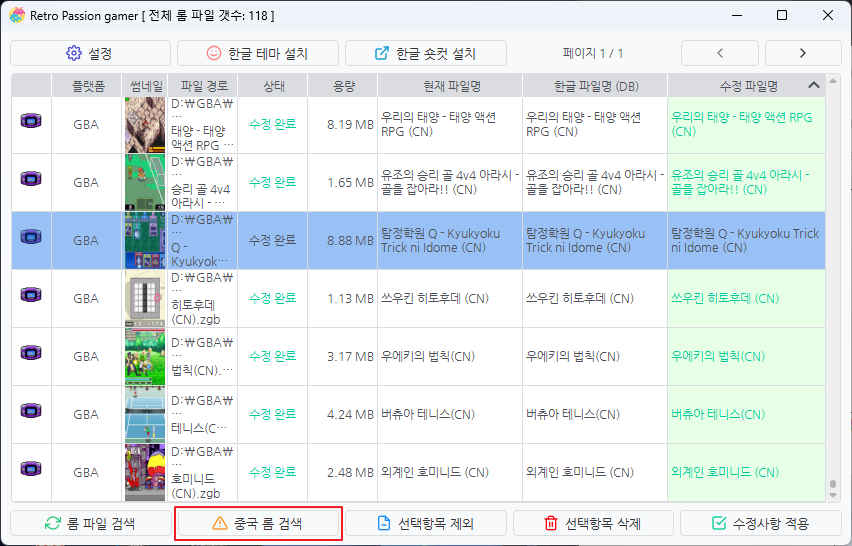 Retro Passion gamer [ 전체 롬 파일 갯수: 118 ]
설정
한글 테마 설치
한글 숏컷 설치
페이지 1 / 1
플랫폼 썸네일 파일 경로 상태 용량 현재 파일명 한글 파일명 (DB) 수정 파일명
GBA
D:₩GBA₩
…
태양 - 태양
액션 RPG …
수정 완료
8.19 MB
우리의 태양 - 태양 액션
RPG (CN)
우리의 태양 - 태양 액션
RPG (CN)
우리의 태양 - 태양 액션 RPG
(CN)
GBA
D:₩GBA₩
…
승리 골 4v4
아라시 - …
수정 완료
1.65 MB
유조의 승리 골 4v4 아라시 -
골을 잡아라!! (CN)
유조의 승리 골 4v4 아라시 -
골을 잡아라!! (CN)
유조의 승리 골 4v4 아라시 -
골을 잡아라!! (CN)
GBA
D:₩GBA₩
…
Q -
Kyukyok…
수정 완료
8.88 MB
탐정학원 Q - Kyukyoku
Trick ni Idome (CN)
탐정학원 Q - Kyukyoku
Trick ni Idome (CN)
탐정학원 Q - Kyukyoku Trick
ni Idome (CN)
GBA
D:₩GBA₩
…
히토후데
(CN).zgb
수정 완료
1.13 MB
쓰우킨 히토후데 (CN)
쓰우킨 히토후데 (CN)
쓰우킨 히토후데 (CN)
GBA
D:₩GBA₩
…
법칙(CN)….
수정 완료
3.17 MB
우에키의 법칙(CN)
우에키의 법칙(CN)
우에키의 법칙(CN)
GBA
D:₩GBA₩
…
테니스(C…
수정 완료
4.24 MB
버츄아 테니스(CN)
버츄아 테니스(CN)
버츄아 테니스(CN)
GBA
D:₩GBA₩
…
호미니드
(CN).zgb
수정 완료
2.48 MB
외계인 호미니드 (CN)
외계인 호미니드 (CN)
외계인 호미니드 (CN)
롬 파일 검색
중국 롬 검색
선택항목 제외
선택항목 삭제
수정사항 적용